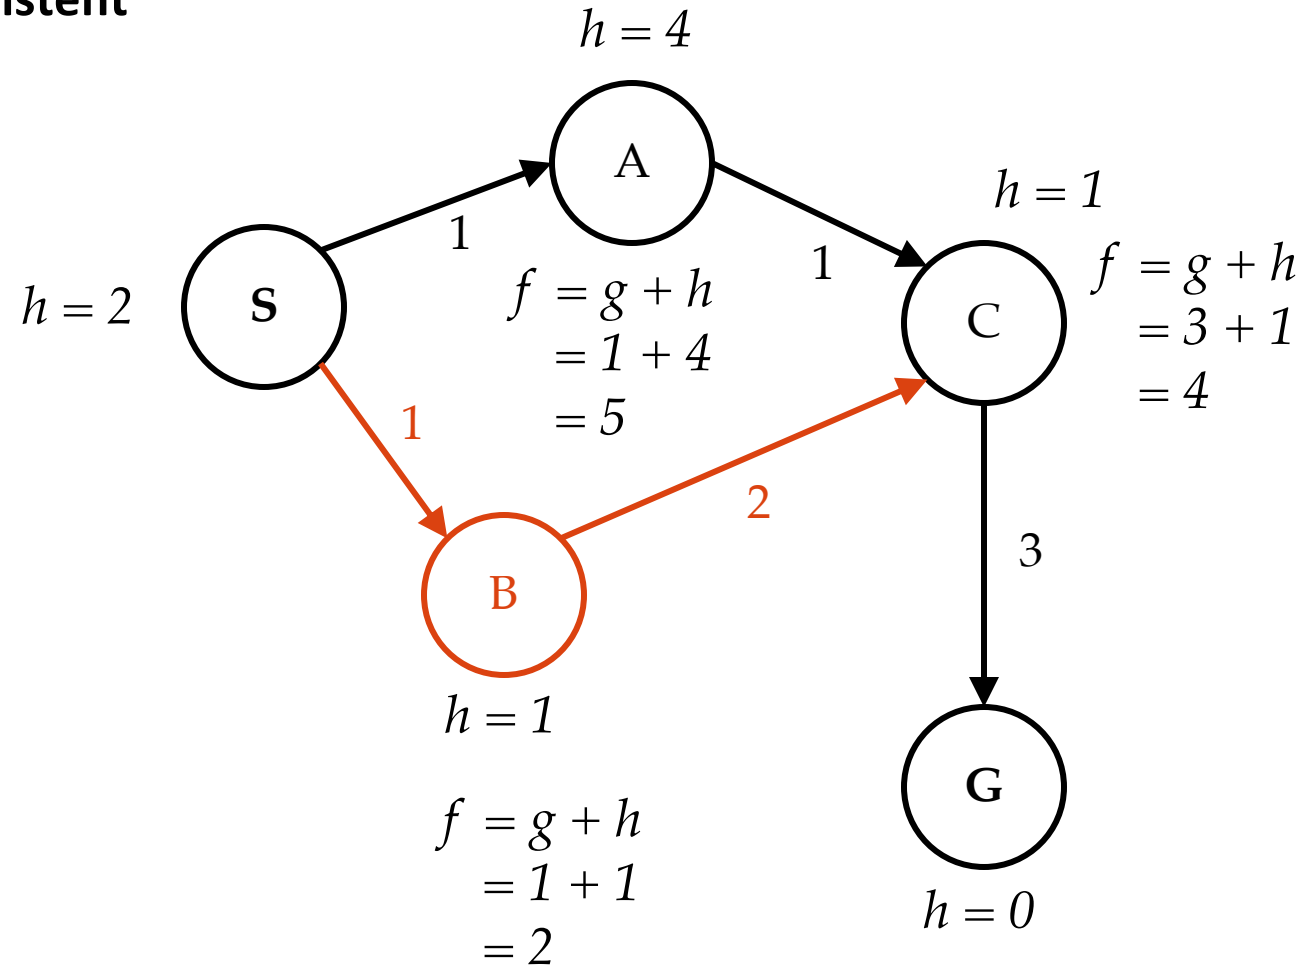 istent
h = 4
A
h = 1
1
1
f = g + h
= 3 + 1
= 4
h = 2
S
f = g + h
= 1 + 4
= 5
C
1
2
3
B
h = 1
G
f = g + h
= 1 + 1
= 2
h = 0